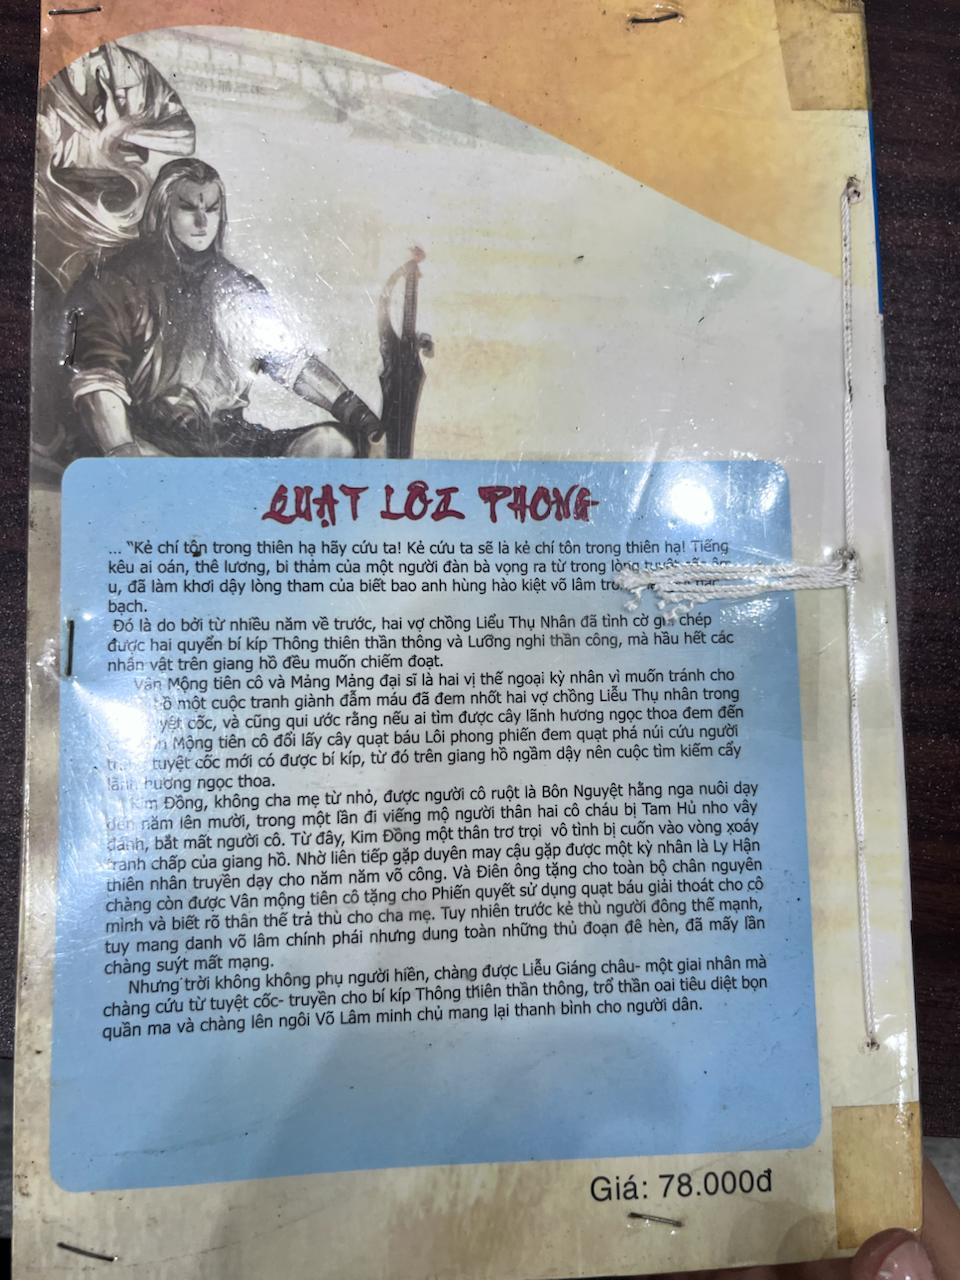 QUẠT LÔI PHONG
... "Kẻ chí tôn trong thiên hạ hãy cứu ta! Kẻ cứu ta sẽ là kẻ chí tôn trong thiên hạ! Tiếng
kêu ai oán, thê lương, bi thảm của một người đàn bà vọng ra từ trong lòng tuyệt cốc âm
u, đã làm khơi dậy lòng tham của biết bao anh hùng hào kiệt võ lâm
bạch.
Đó là do bởi từ nhiều năm về trước, hai vợ chồng Liểu Thụ Nhân đã tình cờ ghi chép
được hai quyển bí kíp Thông thiên thần thông và Lưỡng nghi thần công, mà hầu hết các
nhân vật trên giang hồ đều muốn chiếm đoạt.
Vân Mộng tiên cô và Mảng Mảng đại sĩ là hai vị thế ngoại kỳ nhân vì muốn tránh cho
một cuộc tranh giành đẫm máu đã đem nhốt hai vợ chồng Liễu Thụ nhân trong
cốc, và cũng qui ước rằng nếu ai tìm được cây lãnh hương ngọc thoa đem đến
Mộng tiên cô đổi lấy cây quạt báu Lôi phong phiến đem quạt phá núi cứu người
tuyệt cốc mới có được bí kíp, từ đó trên giang hồ ngầm dậy nên cuộc tìm kiếm cẩy
lãnh hương ngọc thoa.
Kim Đồng, không cha mẹ từ nhỏ, được người cô ruột là Bôn Nguyệt hằng nga nuôi dạy
đến năm lên mười, trong một lần đi viếng mộ người thân hai cô cháu bị Tam Hủ nho vây
đánh, bắt mất người cô. Từ đây, Kim Đồng một thân trơ trọi vô tình bị cuốn vào vòng xoáy
tranh chấp của giang hồ. Nhờ liên tiếp gặp duyên may cậu gặp được một kỳ nhân là Ly Hận
thiên nhân truyền dạy cho năm năm võ công. Và Điên ông tặng cho toàn bộ chân nguyên
chàng còn được Vân mộng tiên cô tặng cho Phiến quyết sử dụng quạt báu giải thoát cho cô
mình và biết rõ thân thế trả thù cho cha mẹ. Tuy nhiên trước kẻ thù người đông thế mạnh,
tuy mang danh võ lâm chính phái nhưng dung toàn những thủ đoạn đê hèn, đã mấy lần
chàng suýt mất mạng.
Nhưng trời không không phụ người hiền, chàng được Liễu Giáng châu- một giai nhân mà
chàng cứu từ tuyệt cốc- truyền cho bí kíp Thông thiên thần thông, trổ thần oai tiêu diệt bọn
quần ma và chàng lên ngôi Võ Lâm minh chủ mang lại thanh bình cho người dân.
Giá: 78.000đ